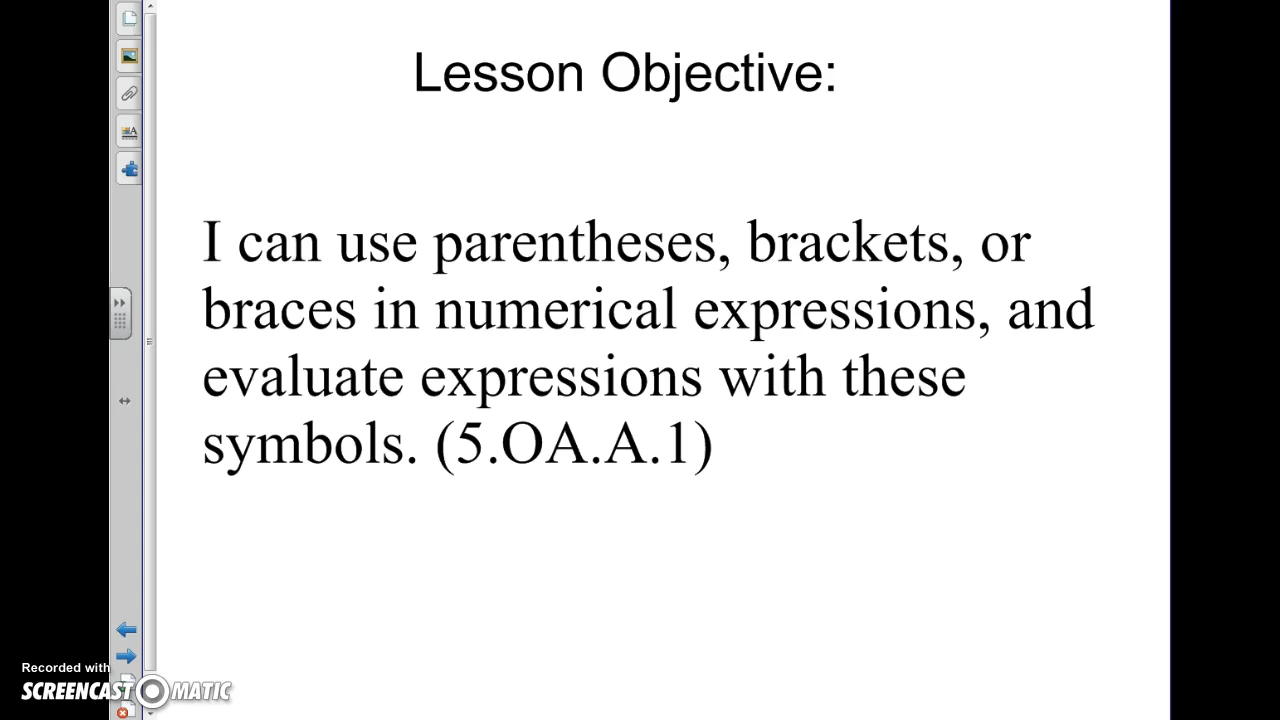 Lesson Objective:
I can use parentheses, brackets, or
braces in numerical expressions, and
evaluate expressions with these
symbols. (5.OA.A.1)
Recorded with
SCREENCAST-O-MATIC